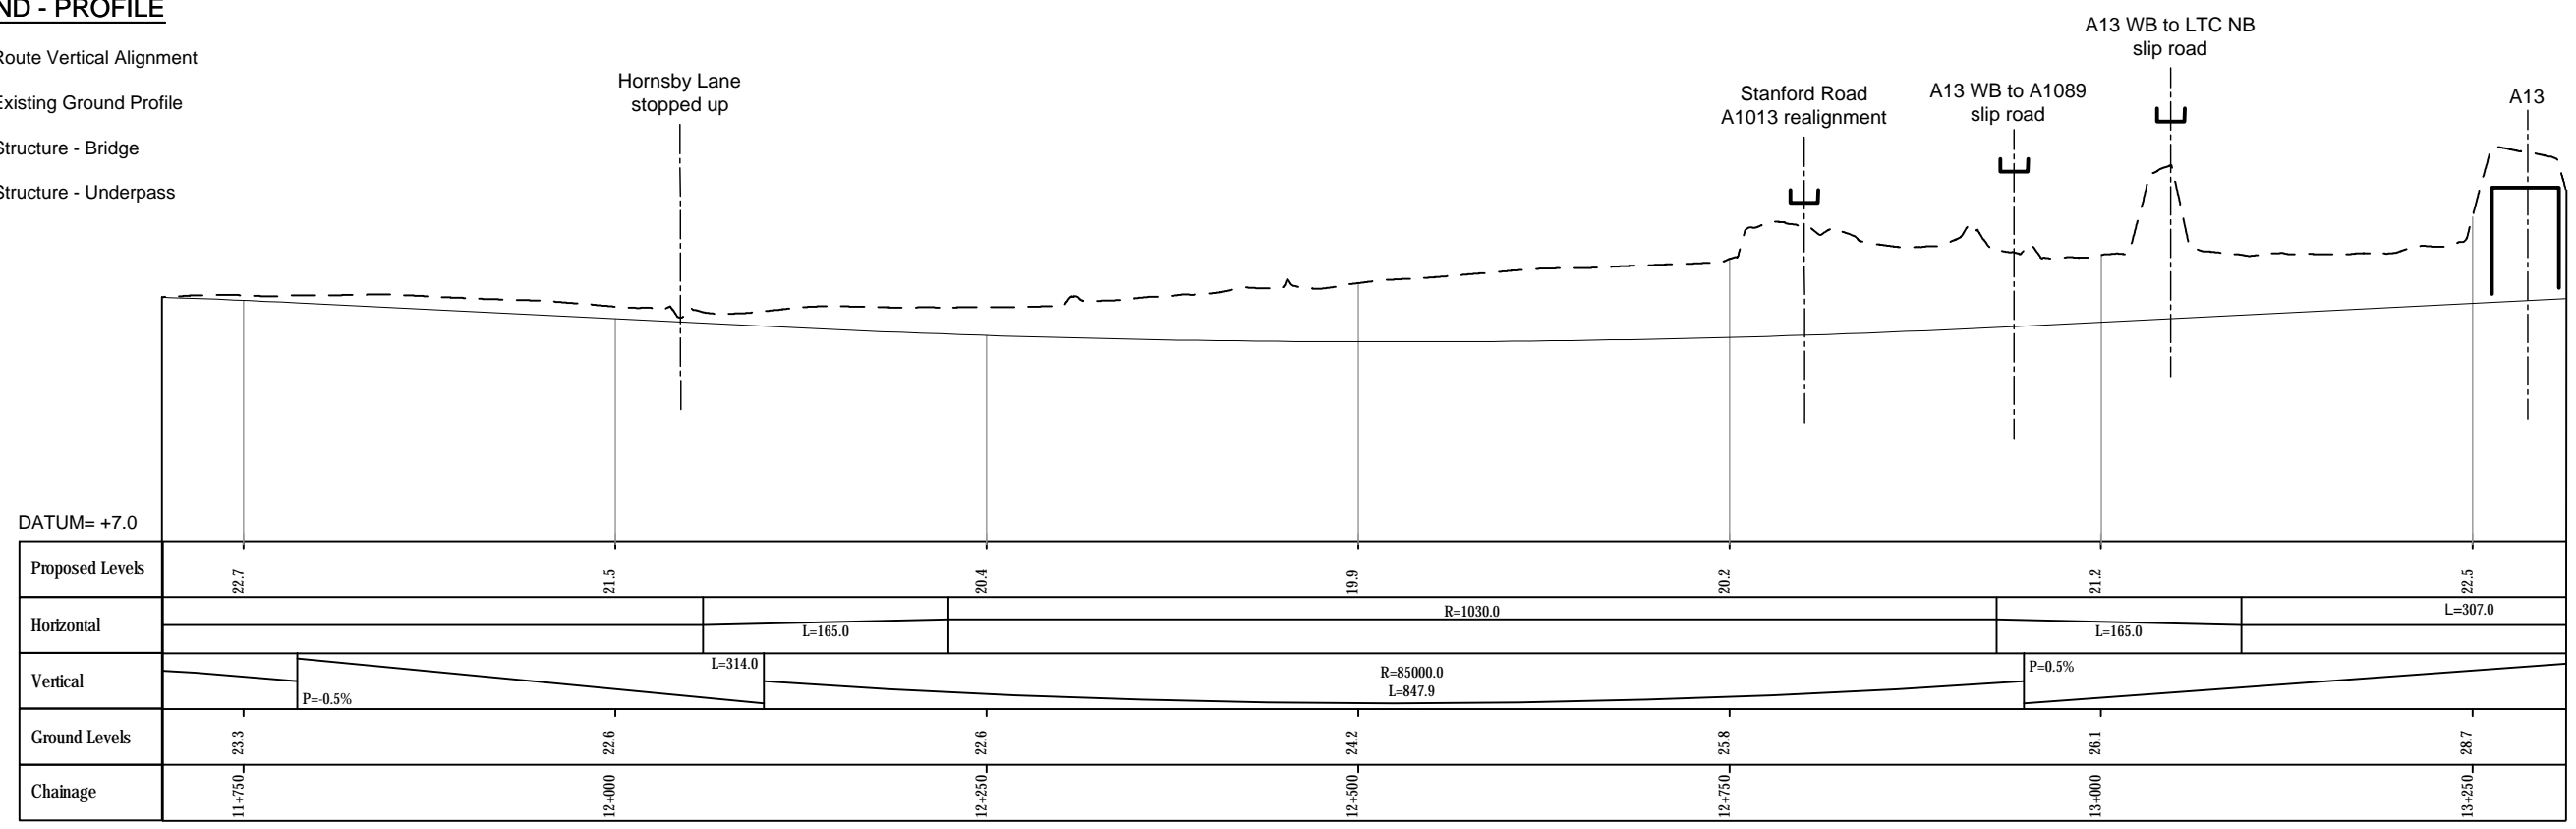 ND - PROFILE
Route Vertical Alignment
Existing Ground Profile
Structure - Bridge
Structure - Underpass
Hornsby Lane
stopped up
Stanford Road
A1013 realignment
A13 WB to A1089
slip road
A13 WB to LTC NB
slip road
A13
DATUM= +7.0
Proposed Levels
22.7
21.5
20.4
19.9
20.2
21.2
22.5
Horizontal
L=165.0
R=1030.0
L=165.0
L=307.0
Vertical
P=-0.5%
L=314.0
R=85000.0
L=847.9
P=0.5%
Ground Levels
23.3
22.6
22.6
24.2
25.8
26.1
28.7
Chainage
11+750
12+000
12+250
12+500
12+750
13+000
13+250